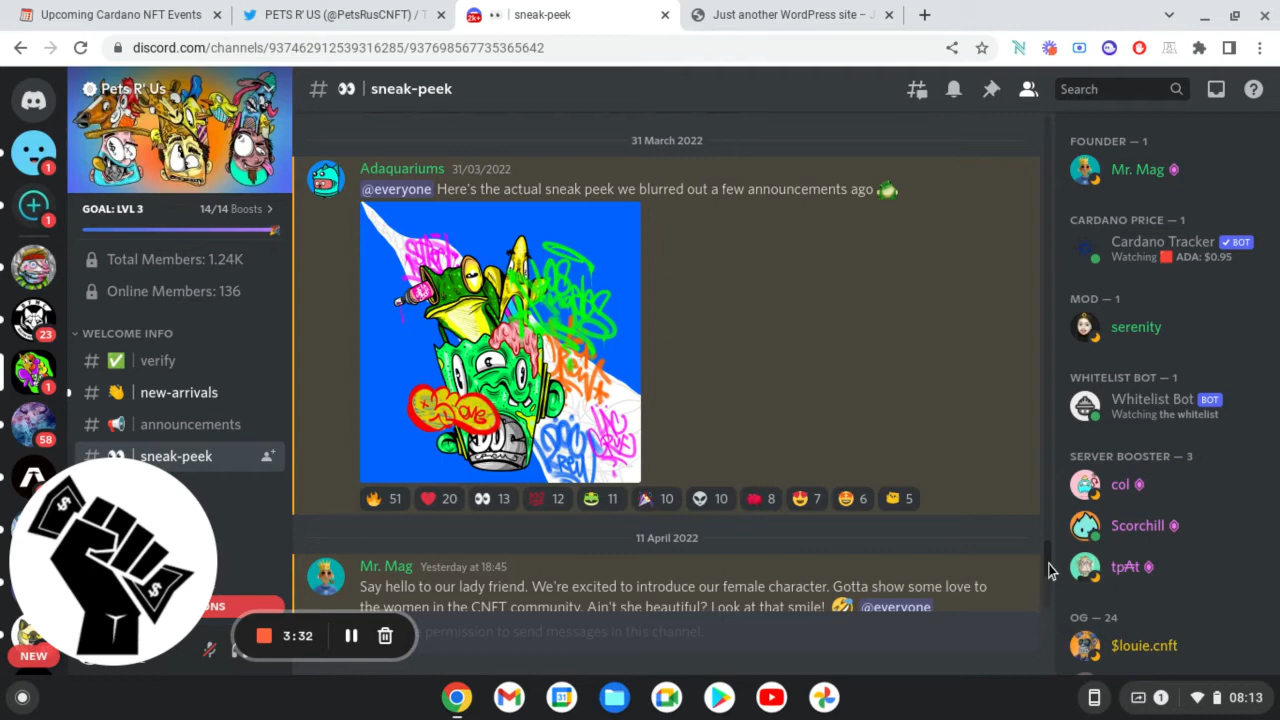 Upcoming Cardano NFT Events
PETS R' US (@PetsRusCNFT) / T
2k+
sneak-peek
Just another WordPress site – J
discord.com/channels/937462912539316285/937698567735365642
Pets R' Us
# 👀 | sneak-peek
Search
GOAL: LVL 3 14/14 Boosts >
Total Members: 1.24K
Online Members: 136
WELCOME INFO
# ✅ | verify
# 👋 | new-arrivals
# 📢 | announcements
# 👀 | sneak-peek
1
1
23
1
58
NEW
31 March 2022
Adaquariums 31/03/2022
@everyone Here's the actual sneak peek we blurred out a few announcements ago 🐸
🔥 51 ❤️ 20 👀 13 💯 12 🐸 11 🎉 10 👽 10 8 😍 7 🤩 6 5
11 April 2022
Mr. Mag Yesterday at 18:45
Say hello to our lady friend. We're excited to introduce our female character. Gotta show some love to
the women in the CNFT community. Ain't she beautiful? Look at that smile! 🤣 @everyone
permission to send messages in this channel.
3:32
FOUNDER — 1
Mr. Mag
CARDANO PRICE — 1
Cardano Tracker ✓ BOT
Watching 🟥 ADA: $0.95
MOD — 1
serenity
WHITELIST BOT — 1
Whitelist Bot BOT
Watching the whitelist
SERVER BOOSTER — 3
col
Scorchill
tpAt
OG — 24
$louie.cnft
1
08:13